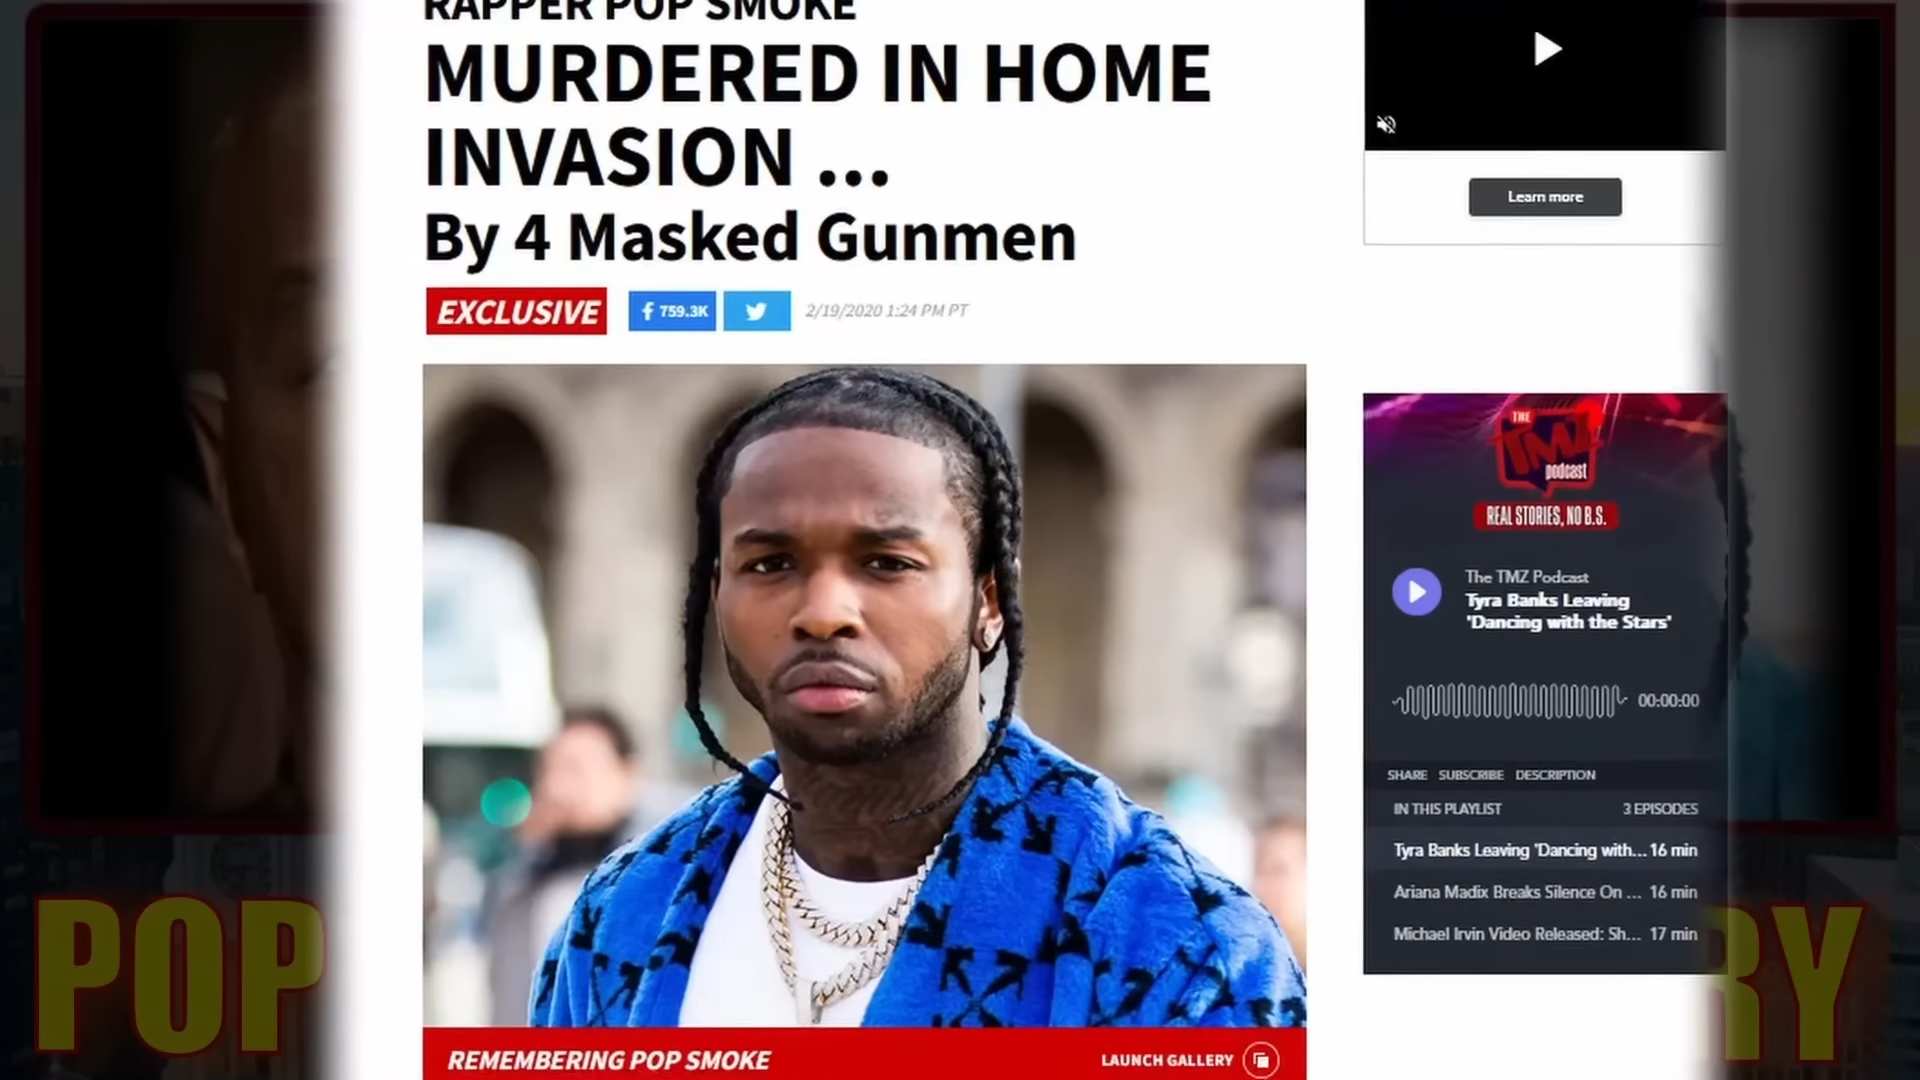 RAPPER POP SMOKE
MURDERED IN HOME
INVASION ...
By 4 Masked Gunmen
EXCLUSIVE
759.3K
2/19/2020 1:24 PM PT
REMEMBERING POP SMOKE
LAUNCH GALLERY
Learn more
THE
TMZ
podcast
REAL STORIES, NO B.S.
The TMZ Podcast
Tyra Banks Leaving
'Dancing with the Stars'
00:00:00
SHARE SUBSCRIBE DESCRIPTION
IN THIS PLAYLIST 3 EPISODES
Tyra Banks Leaving 'Dancing with... 16 min
Ariana Madix Breaks Silence On ... 16 min
Michael Irvin Video Released: Sh... 17 min
POP
RY